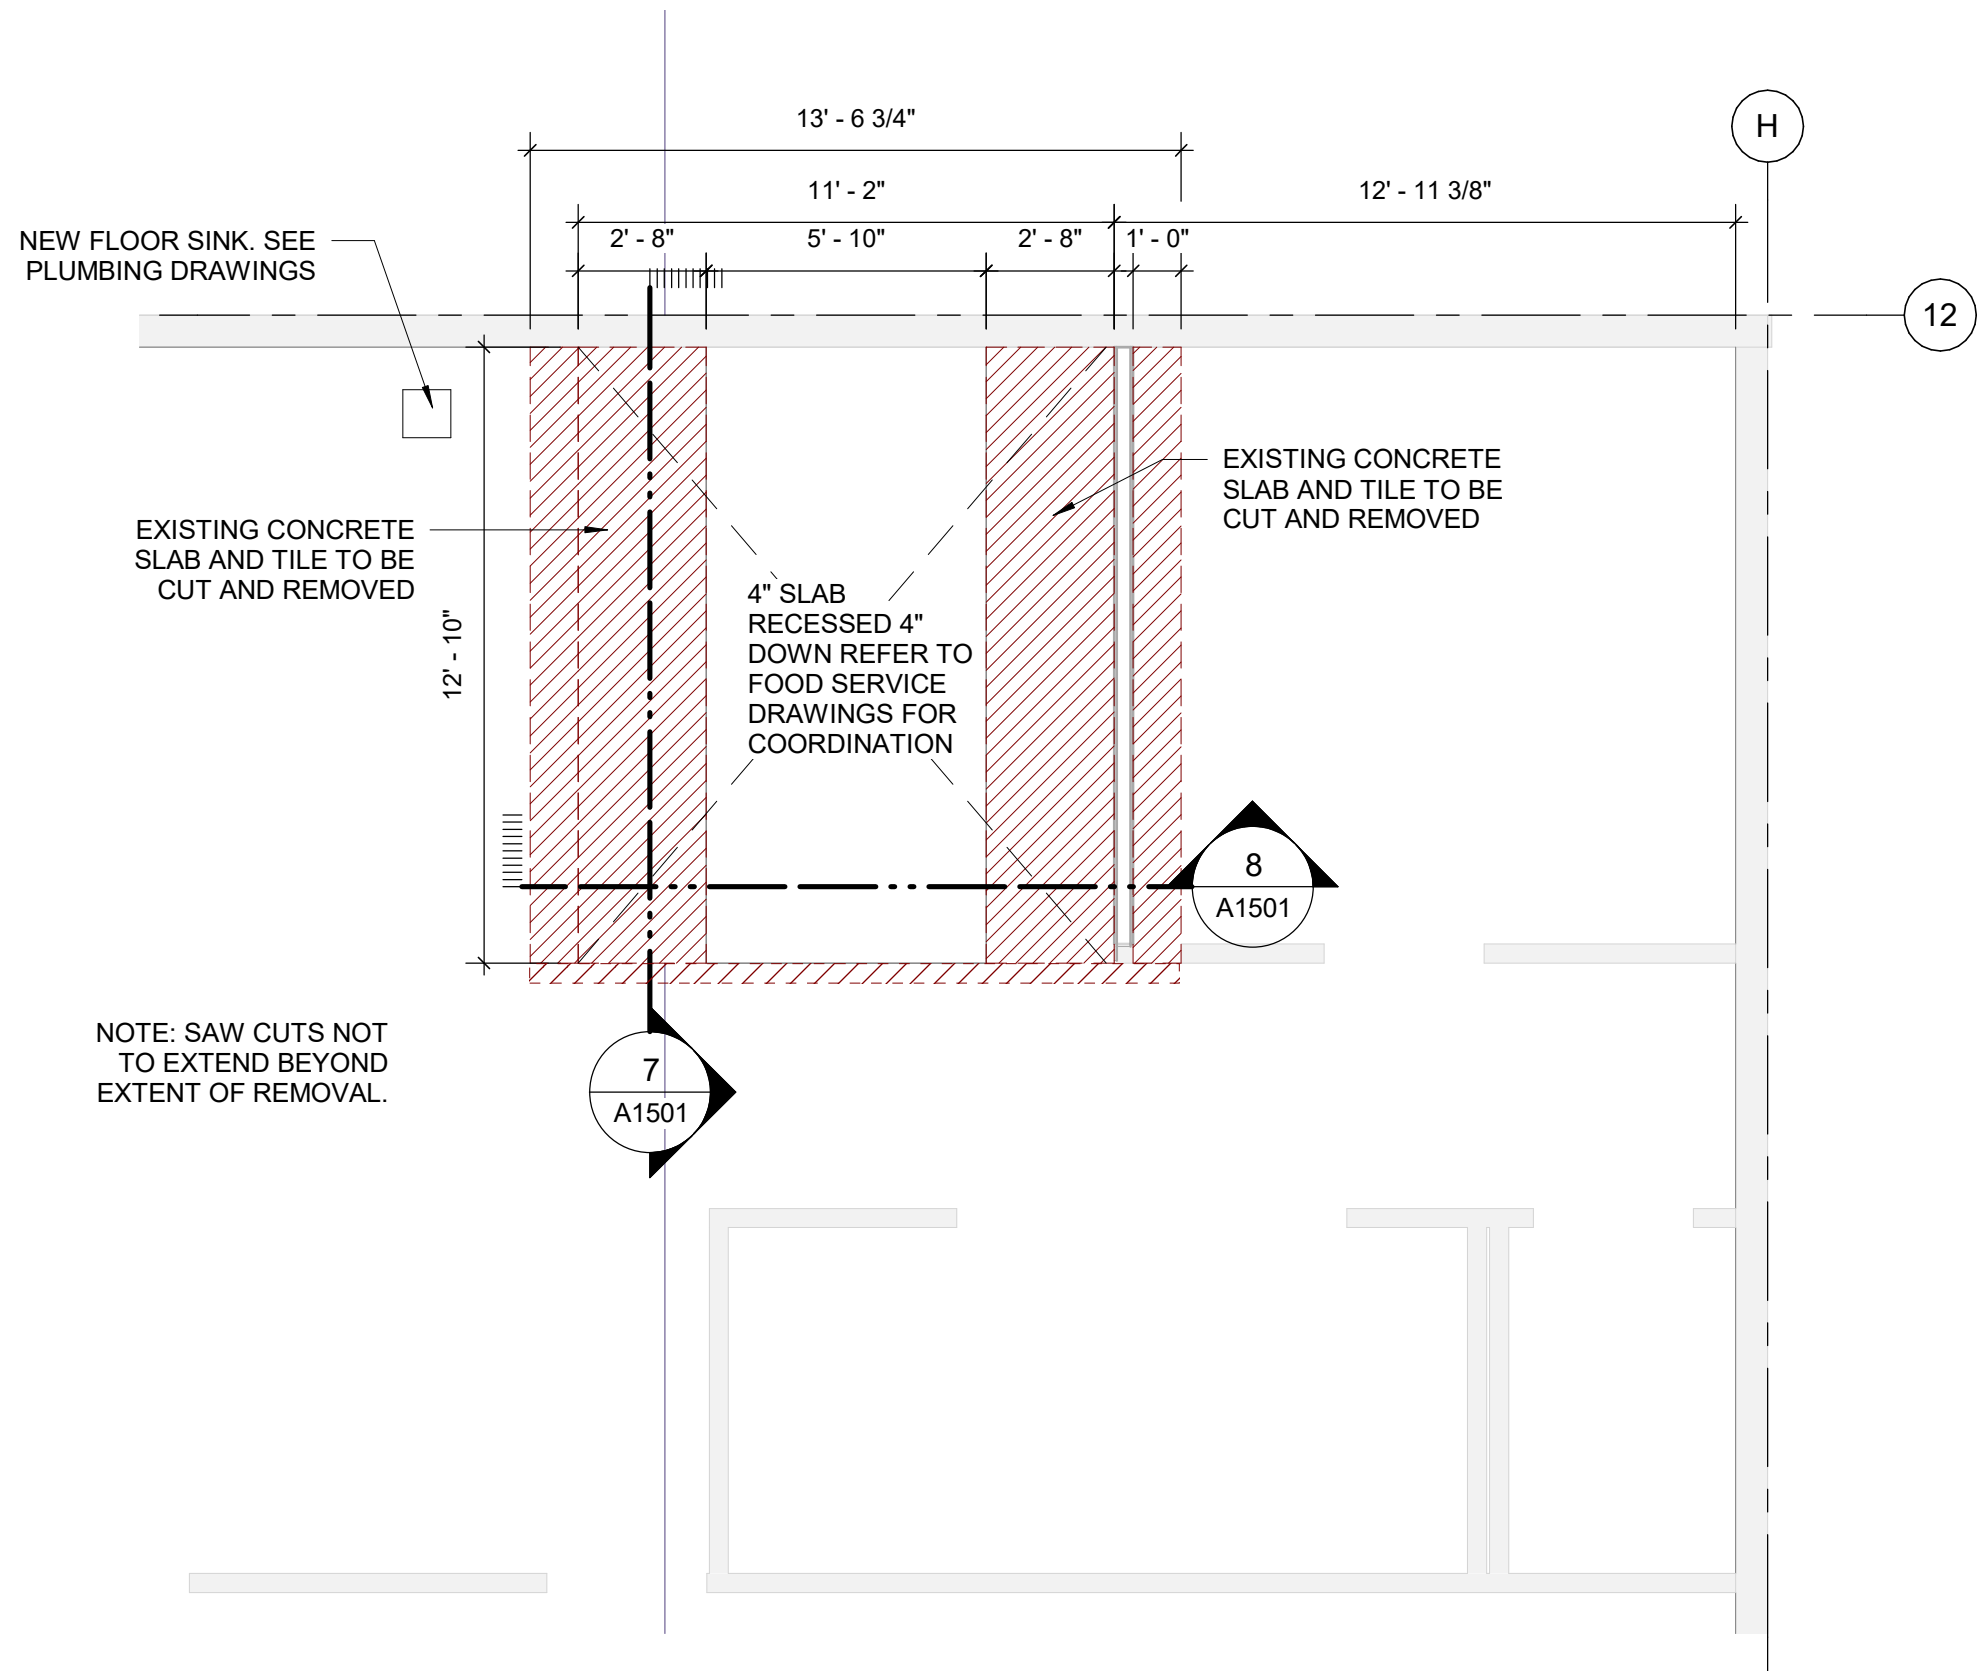 13' - 6 3/4"
H
11' - 2"
12' - 11 3/8"
NEW FLOOR SINK. SEE
PLUMBING DRAWINGS
2' - 8"
5' - 10"
2' - 8"
1' - 0"
12
EXISTING CONCRETE
SLAB AND TILE TO BE
CUT AND REMOVED
EXISTING CONCRETE
SLAB AND TILE TO BE
CUT AND REMOVED
4" SLAB
RECESSED 4"
DOWN REFER TO
FOOD SERVICE
DRAWINGS FOR
COORDINATION
12' - 10"
8
A1501
NOTE: SAW CUTS NOT
TO EXTEND BEYOND
EXTENT OF REMOVAL.
7
A1501